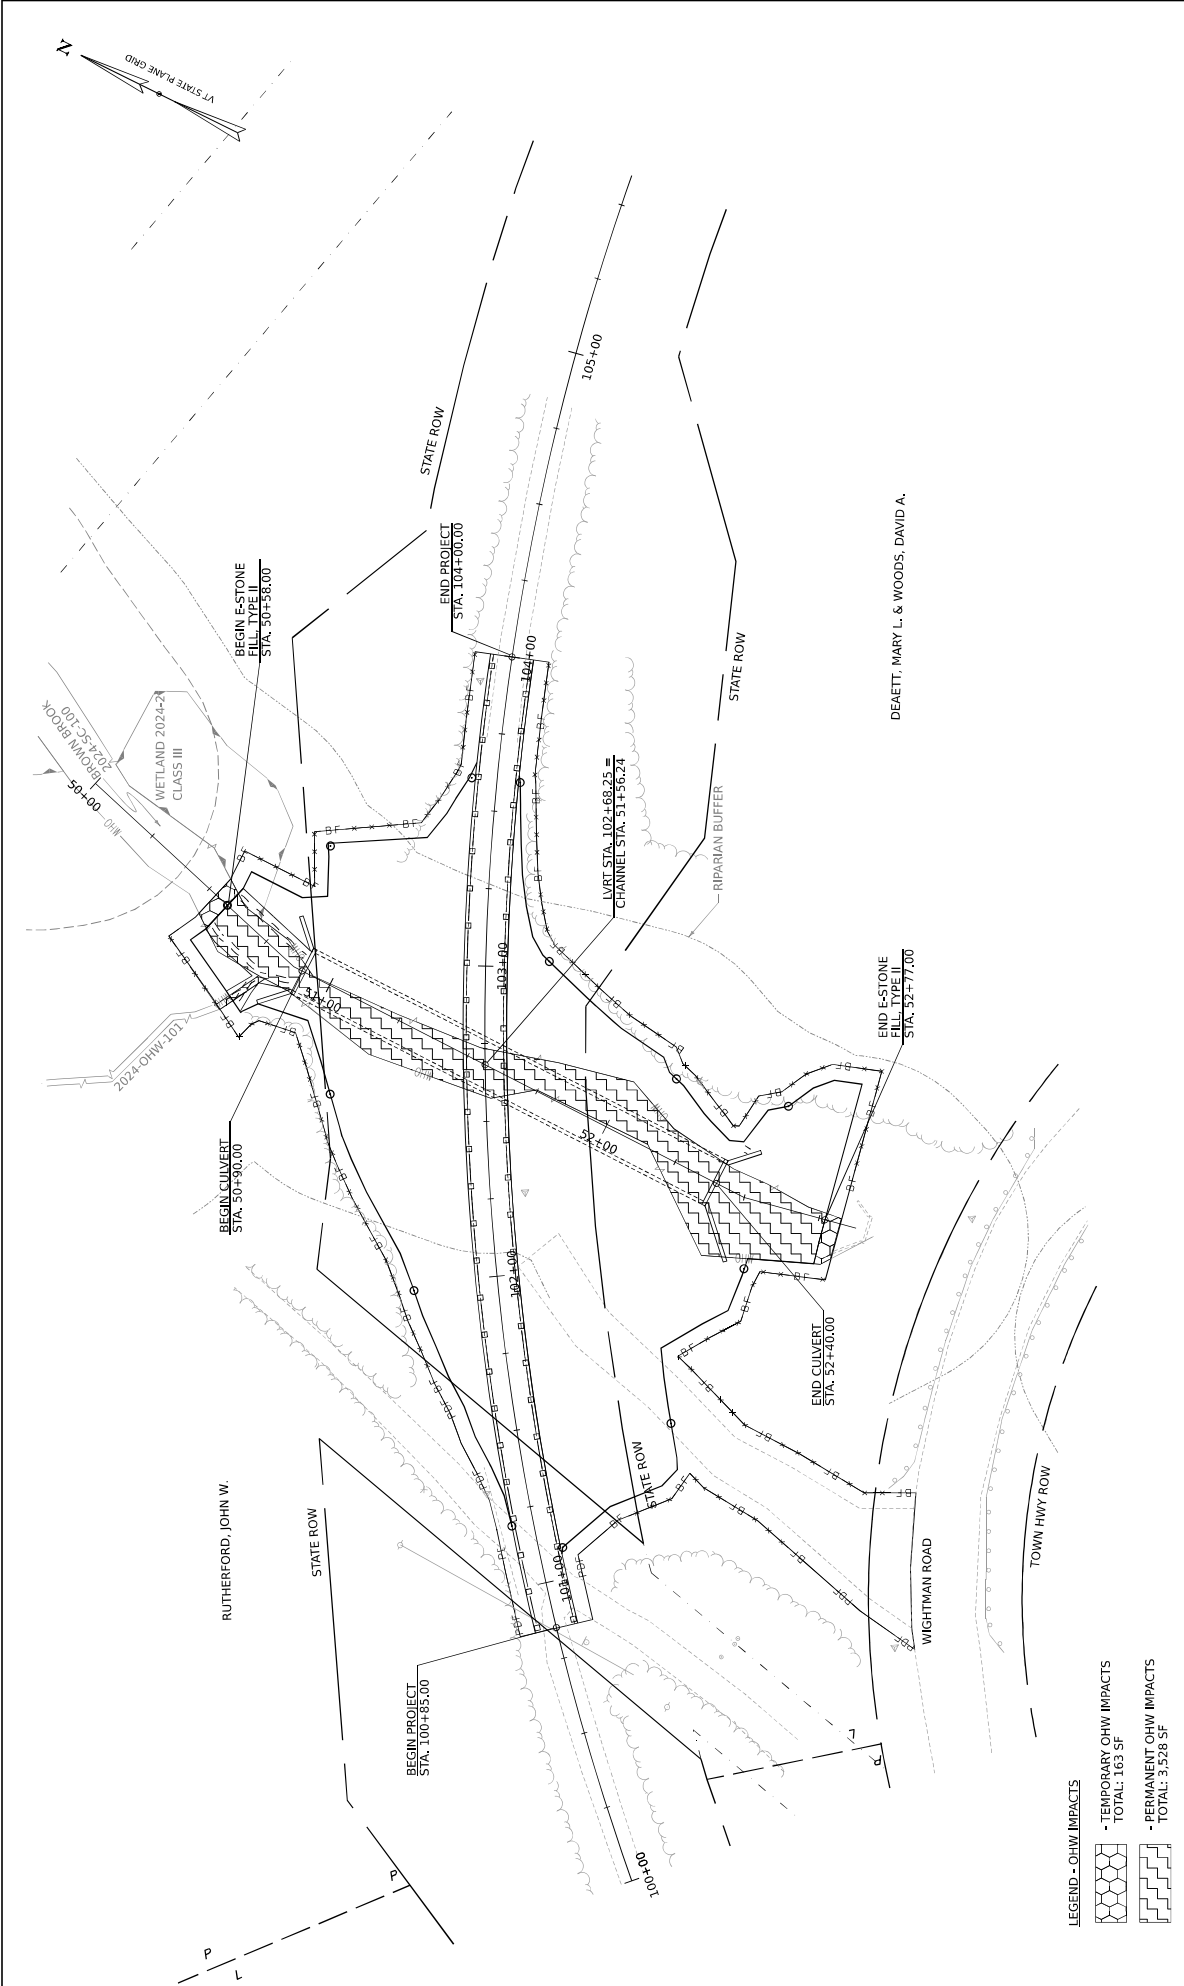 N
VT STATE PLANE GRID
105+00
STATE ROW
END PROJECT
STA. 104+00.00
BEGIN E-STONE
FILL, TYPE II
STA. 50+58.00
BROWN BROOK
2024-SC-100
WETLAND 2024-2
CLASS III
50+00
OHW
104+00
STATE ROW
DEAETT, MARY L. & WOODS, DAVID A.
LVRT STA. 102+68.25 =
CHANNEL STA. 51+56.24
RIPARIAN BUFFER
103+00
51+00
2024-OHW-101
OHW
END E-STONE
FILL, TYPE II
STA. 52+77.00
BEGIN CULVERT
STA. 50+90.00
52+00
OHW
102+00
END CULVERT
STA. 52+40.00
STATE ROW
RUTHERFORD, JOHN W.
STATE ROW
101+00
PDF
BF
WIGHTMAN ROAD
TOWN HWY ROW
BEGIN PROJECT
STA. 100+85.00
100+00
P
L
P
L
P
LEGEND - OHW IMPACTS
- TEMPORARY OHW IMPACTS
TOTAL: 163 SF
- PERMANENT OHW IMPACTS
TOTAL: 3,528 SF